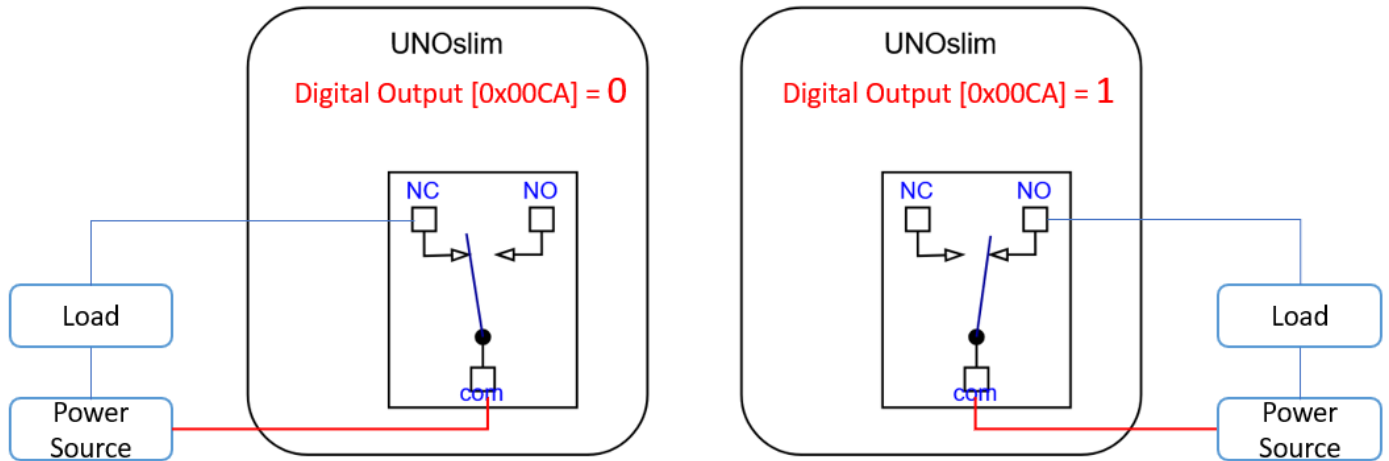 UNOslim
Digital Output [0x00CA] = 0
NC NO
com
Load
Power
Source
UNOslim
Digital Output [0x00CA] = 1
NC NO
com
Load
Power
Source